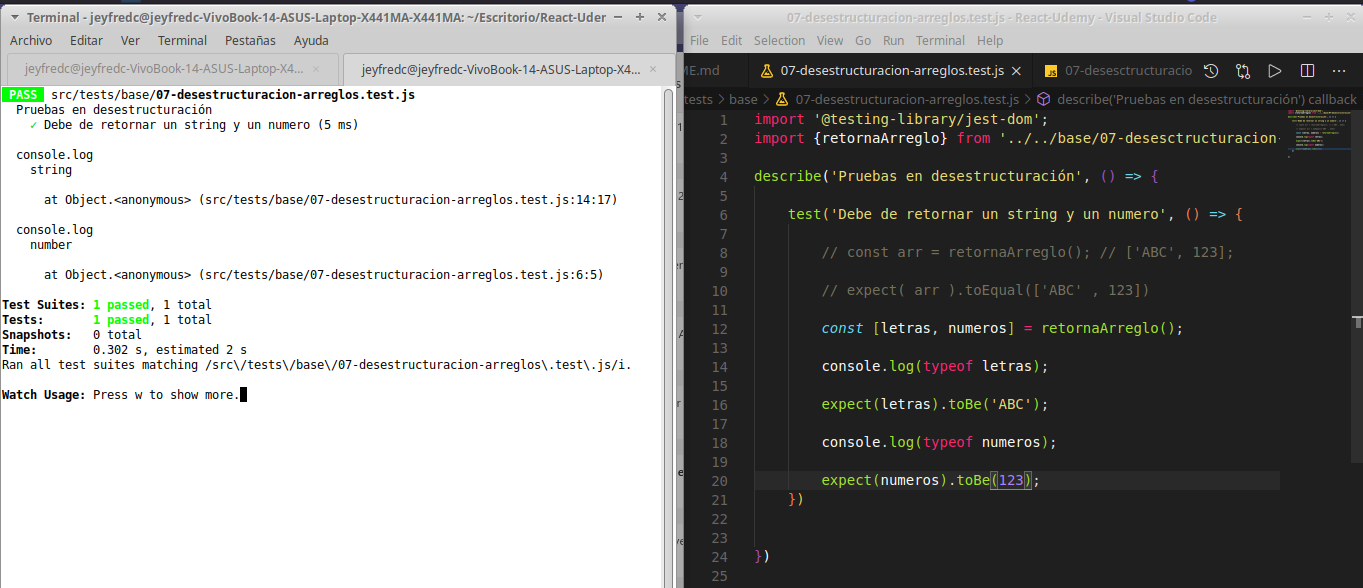 Terminal - jeyfredc@jeyfredc-VivoBook-14-ASUS-Laptop-X441MA-X441MA: ~/Escritorio/React-Uder
Archivo Editar Ver Terminal Pestañas Ayuda
jeyfredc@jeyfredc-VivoBook-14-ASUS-Laptop-X4... × jeyfredc@jeyfredc-VivoBook-14-ASUS-Laptop-X4... ×
PASS src/tests/base/07-desestructuracion-arreglos.test.js
Pruebas en desestructuración
✓ Debe de retornar un string y un numero (5 ms)
console.log
string
at Object.<anonymous> (src/tests/base/07-desestructuracion-arreglos.test.js:14:17)
console.log
number
at Object.<anonymous> (src/tests/base/07-desestructuracion-arreglos.test.js:6:5)
Test Suites: 1 passed, 1 total
Tests: 1 passed, 1 total
Snapshots: 0 total
Time: 0.302 s, estimated 2 s
Ran all test suites matching /src\/tests\/base\/07-desestructuracion-arreglos\.test\.js/i.
Watch Usage: Press w to show more.
07-desestructuracion-arreglos.test.js - React-Udemy - Visual Studio Code
File Edit Selection View Go Run Terminal Help
ME.md 07-desestructuracion-arreglos.test.js × JS 07-desesctructuracio
tests > base > 07-desestructuracion-arreglos.test.js > describe('Pruebas en desestructuración') callback
1 import '@testing-library/jest-dom';
2 import {retornaArreglo} from '../../base/07-desesctructuracion-
3
4 describe('Pruebas en desestructuración', () => {
5
6 test('Debe de retornar un string y un numero', () => {
7
8 // const arr = retornaArreglo(); // ['ABC', 123];
9
10 // expect( arr ).toEqual(['ABC' , 123])
11
12 const [letras, numeros] = retornaArreglo();
13
14 console.log(typeof letras);
15
16 expect(letras).toBe('ABC');
17
18 console.log(typeof numeros);
19
20 expect(numeros).toBe(123);
21 })
22
23
24 })
25